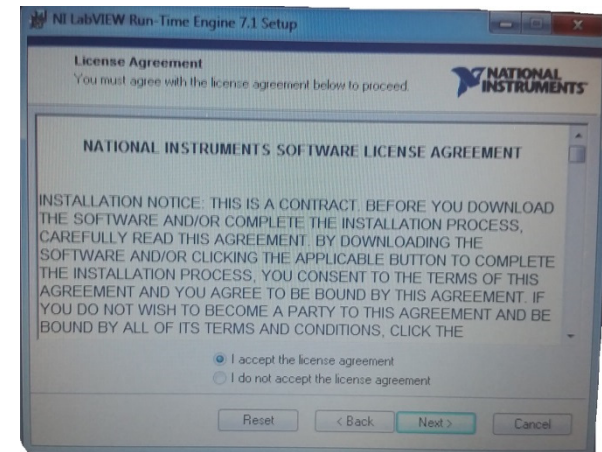 NI LabVIEW Run-Time Engine 7.1 Setup
License Agreement
You must agree with the license agreement below to proceed.
NATIONAL
INSTRUMENTS
NATIONAL INSTRUMENTS SOFTWARE LICENSE AGREEMENT
INSTALLATION NOTICE: THIS IS A CONTRACT. BEFORE YOU DOWNLOAD
THE SOFTWARE AND/OR COMPLETE THE INSTALLATION PROCESS,
CAREFULLY READ THIS AGREEMENT. BY DOWNLOADING THE
SOFTWARE AND/OR CLICKING THE APPLICABLE BUTTON TO COMPLETE
THE INSTALLATION PROCESS, YOU CONSENT TO THE TERMS OF THIS
AGREEMENT AND YOU AGREE TO BE BOUND BY THIS AGREEMENT. IF
YOU DO NOT WISH TO BECOME A PARTY TO THIS AGREEMENT AND BE
BOUND BY ALL OF ITS TERMS AND CONDITIONS, CLICK THE
I accept the license agreement
I do not accept the license agreement
Reset < Back Next > Cancel